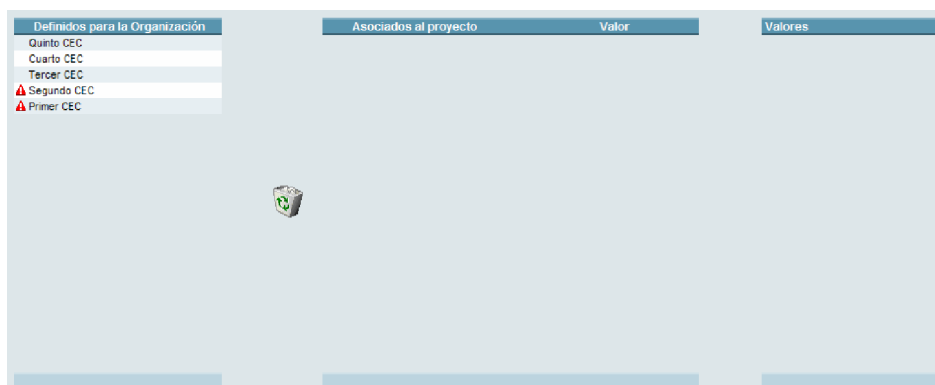 Definidos para la Organización
Asociados al proyecto Valor
Valores
Quinto CEC
Cuarto CEC
Tercer CEC
Segundo CEC
Primer CEC